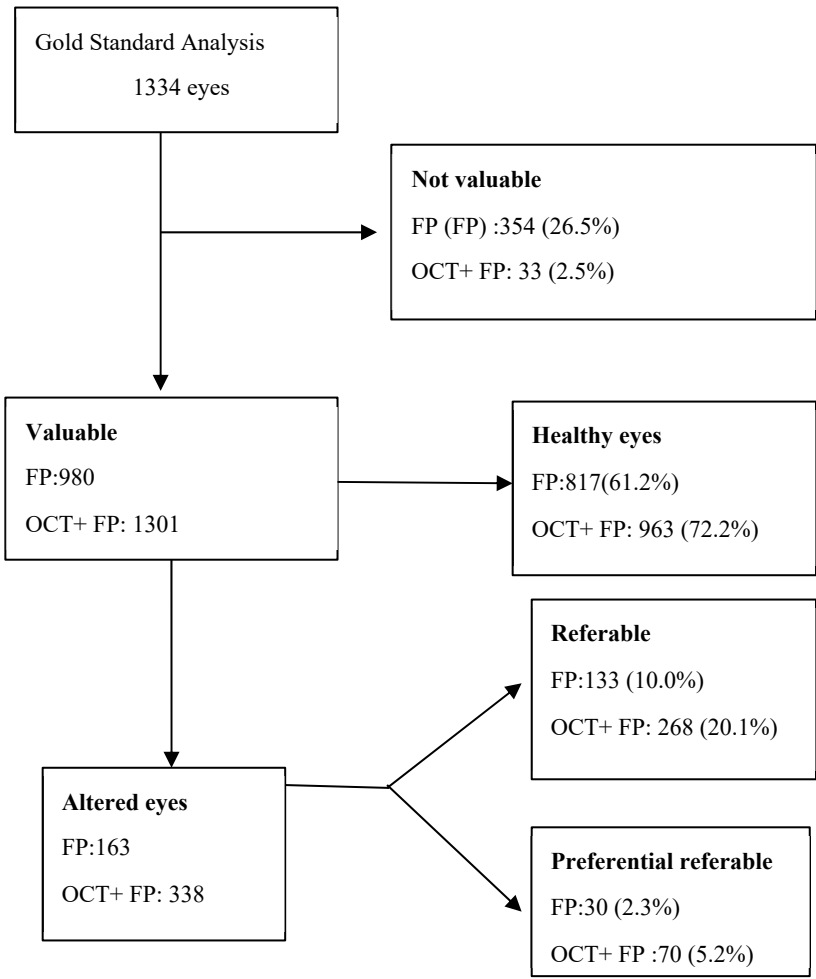 Gold Standard Analysis
1334 eyes
Not valuable
FP (FP) :354 (26.5%)
OCT+ FP: 33 (2.5%)
Valuable
FP:980
OCT+ FP: 1301
Healthy eyes
FP:817(61.2%)
OCT+ FP: 963 (72.2%)
Referable
FP:133 (10.0%)
OCT+ FP: 268 (20.1%)
Altered eyes
FP:163
OCT+ FP: 338
Preferential referable
FP:30 (2.3%)
OCT+ FP :70 (5.2%)